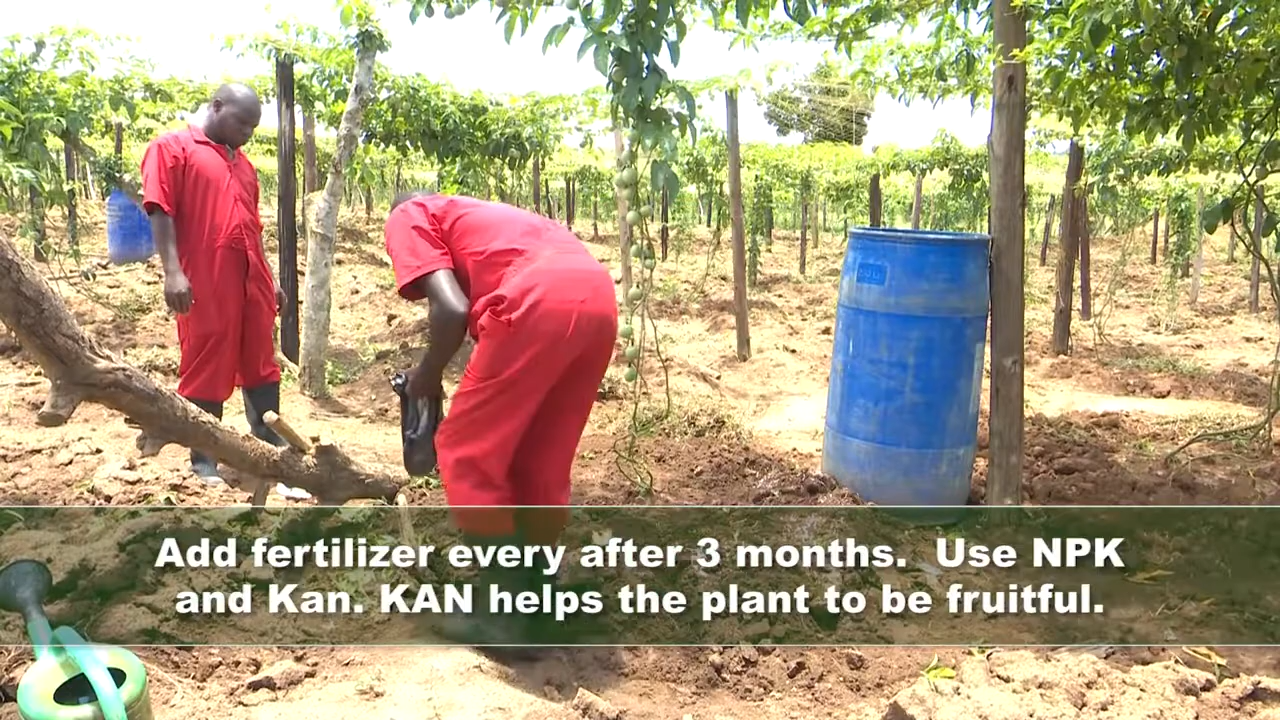 Add fertilizer every after 3 months.  Use NPK
and Kan. KAN helps the plant to be fruitful.